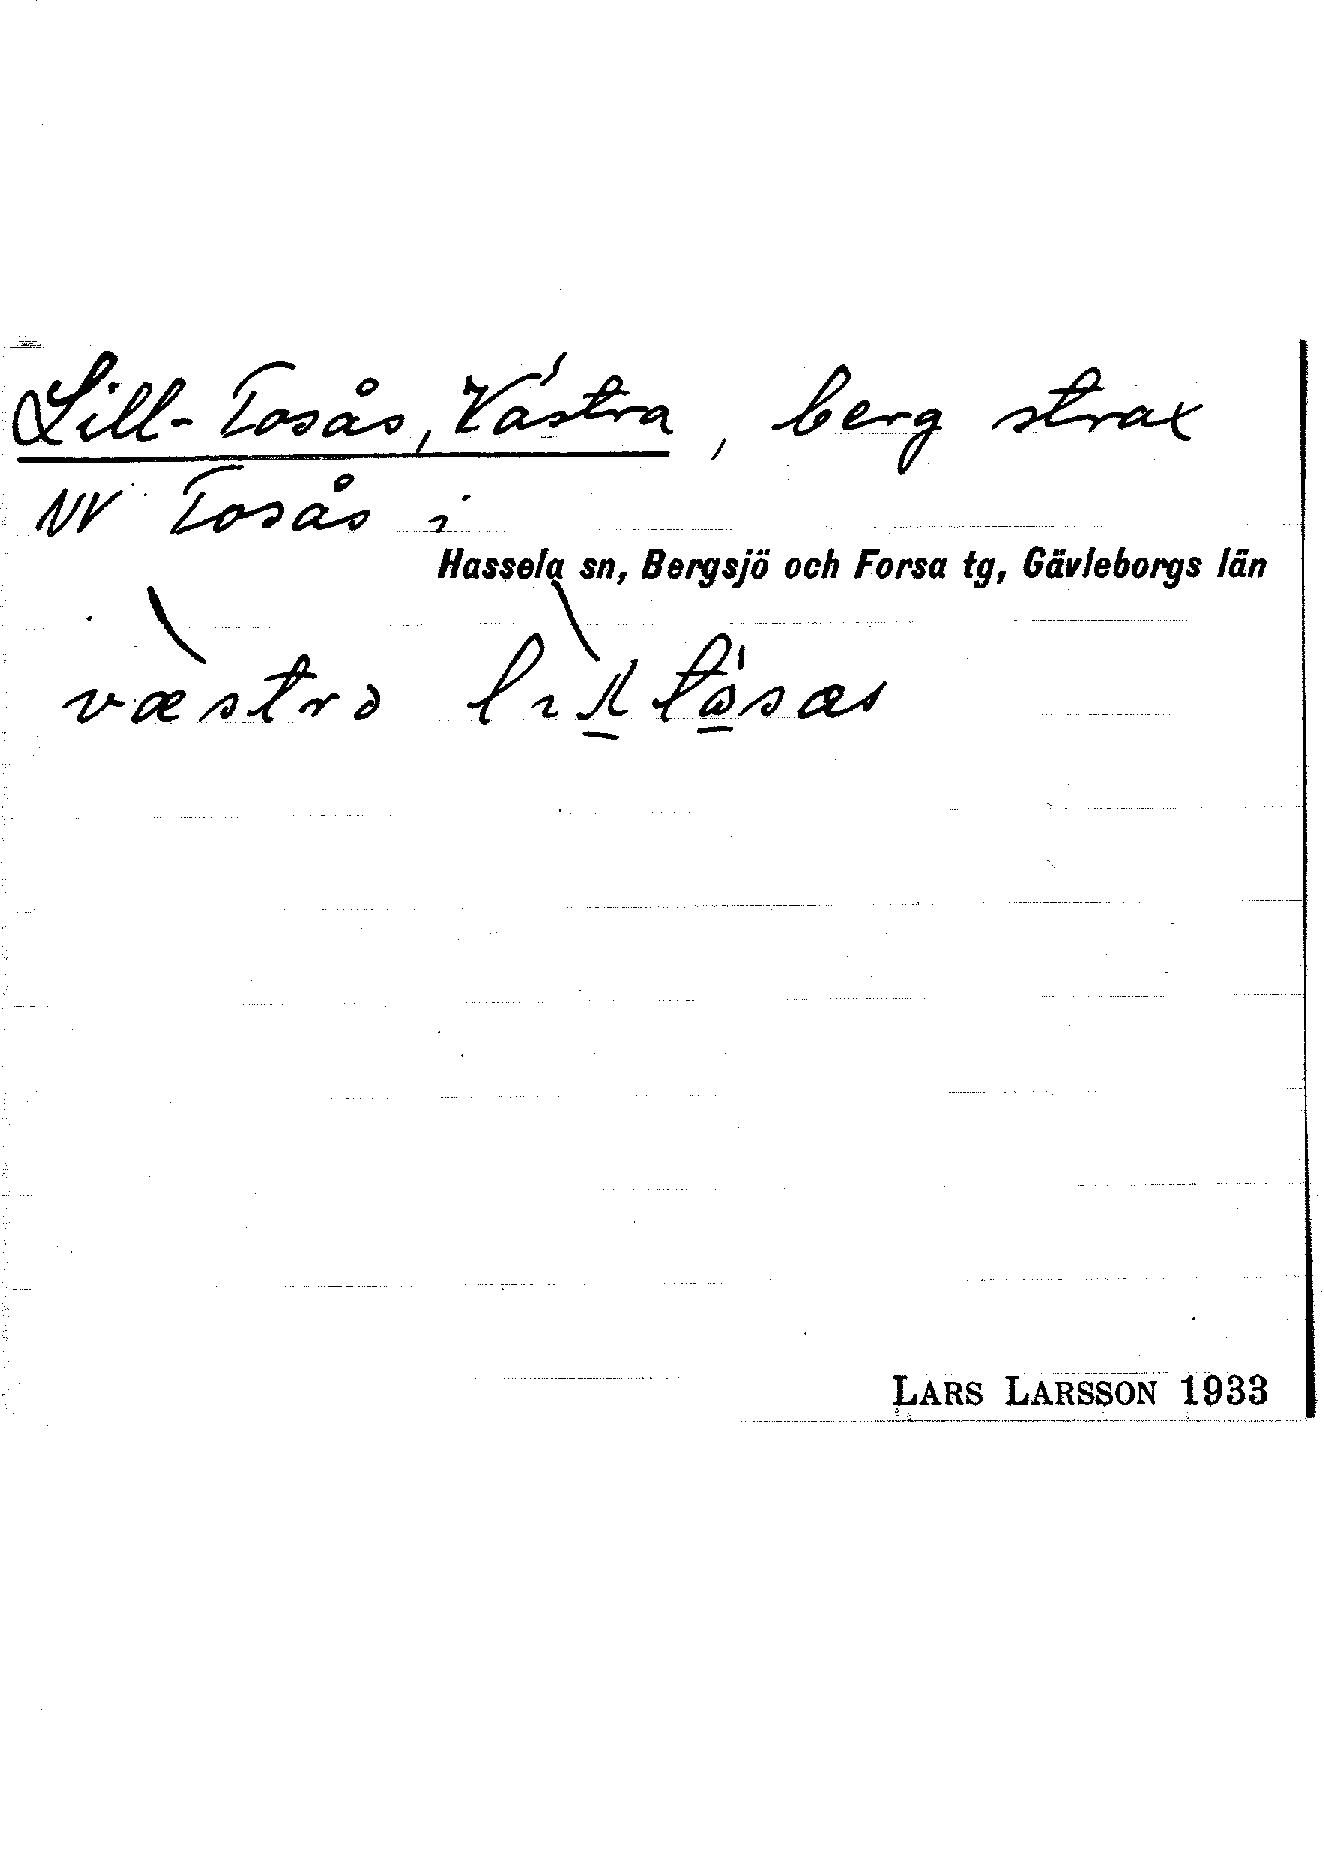 Lill-Tosås, Västra, berg strax
NV Tosås i
Hassela sn, Bergsjö och Forsa tg, Gävleborgs län
væstrə
LARS LARSSON 1933